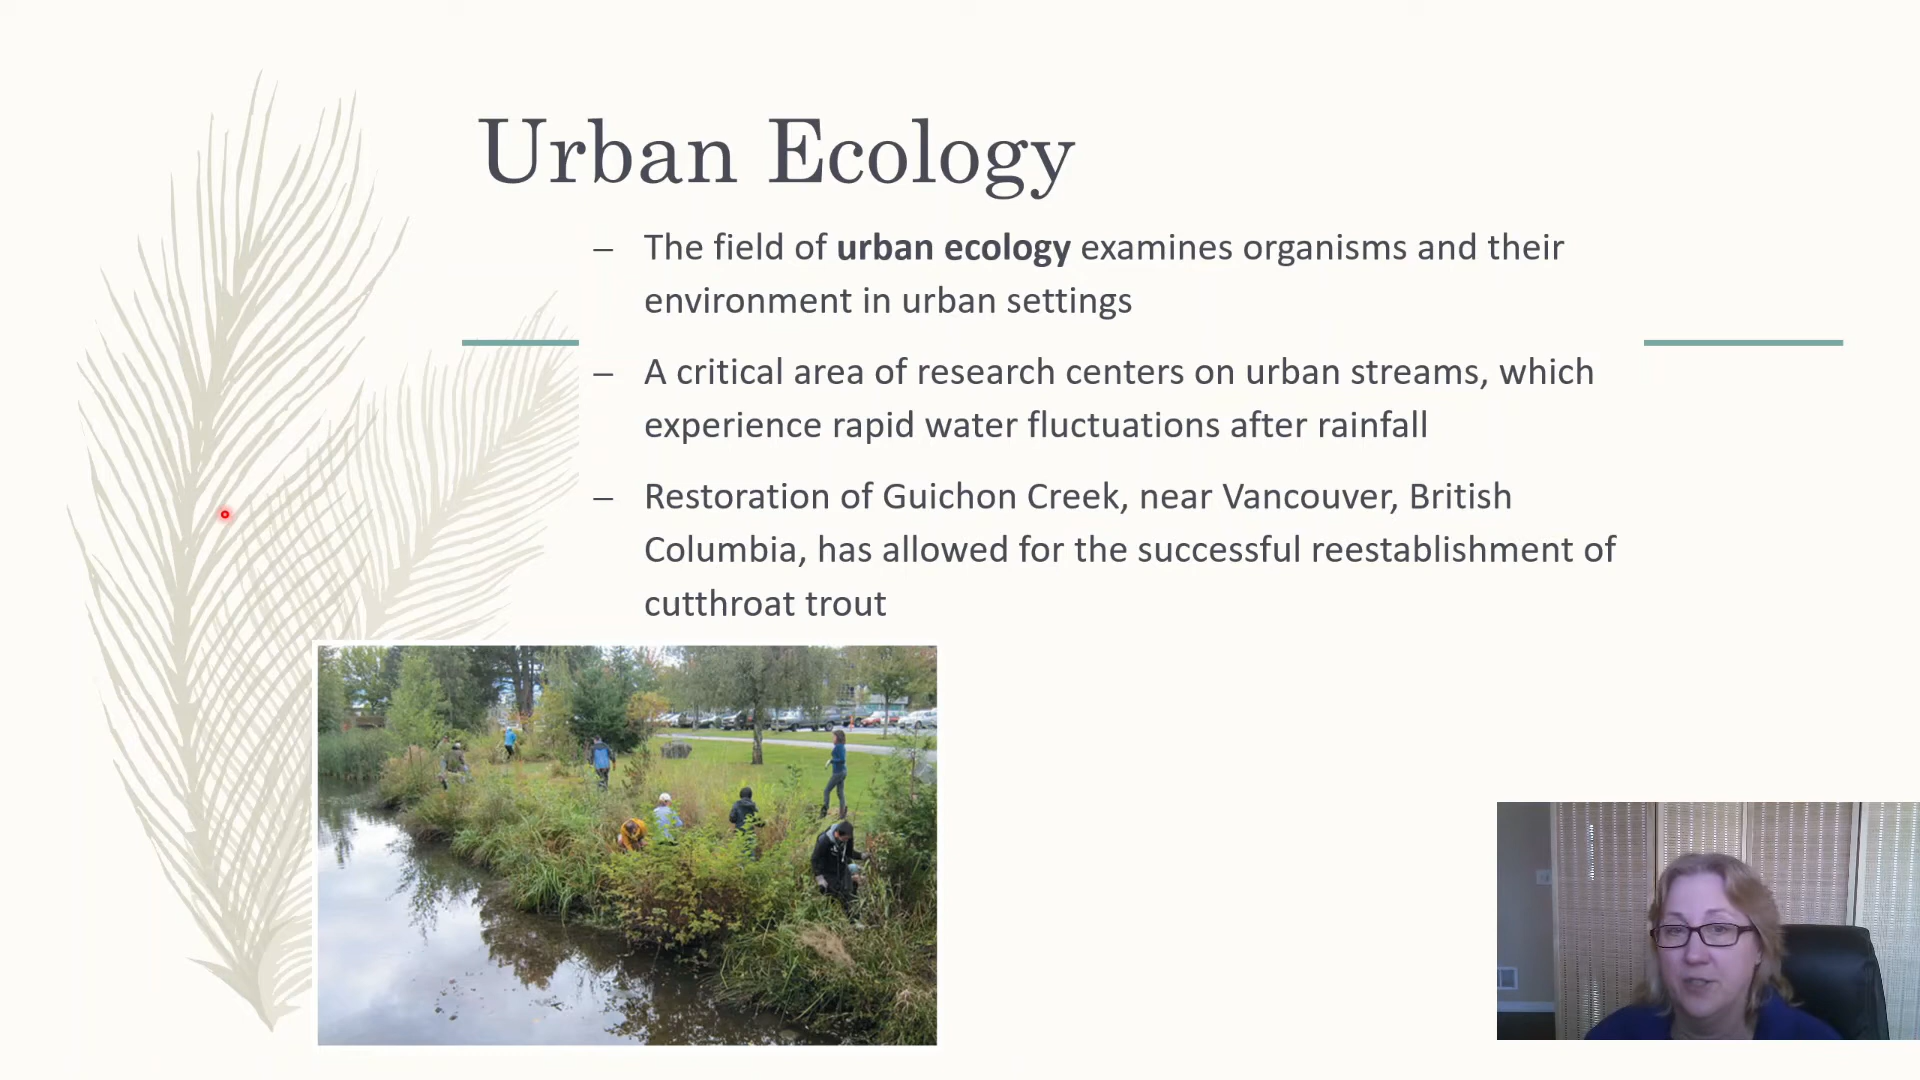 Urban Ecology
– The field of urban ecology examines organisms and their
environment in urban settings
– A critical area of research centers on urban streams, which
experience rapid water fluctuations after rainfall
– Restoration of Guichon Creek, near Vancouver, British
Columbia, has allowed for the successful reestablishment of
cutthroat trout